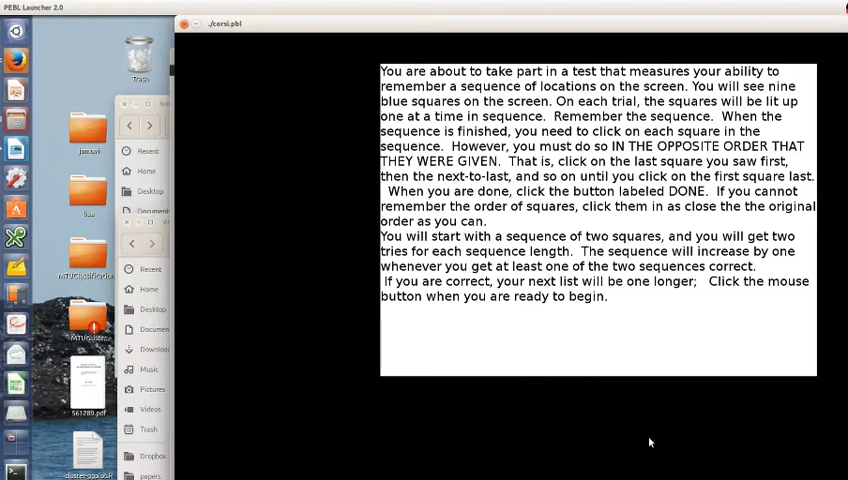 PEBL Launcher 2.0
./corsi.pbl
Trash
jamovi
lisa
561289.pdf
Recent
Home
Desktop
Documents
Recent
Home
Desktop
Documen
Downloa
Music
Pictures
Videos
Trash
Dropbox
papers
You are about to take part in a test that measures your ability to
remember a sequence of locations on the screen. You will see nine
blue squares on the screen. On each trial, the squares will be lit up
one at a time in sequence.  Remember the sequence.  When the
sequence is finished, you need to click on each square in the
sequence.  However, you must do so IN THE OPPOSITE ORDER THAT
THEY WERE GIVEN.  That is, click on the last square you saw first,
then the next-to-last, and so on until you click on the first square last.
When you are done, click the button labeled DONE.  If you cannot
remember the order of squares, click them in as close the the original
order as you can.
You will start with a sequence of two squares, and you will get two
tries for each sequence length.  The sequence will increase by one
whenever you get at least one of the two sequences correct.
If you are correct, your next list will be one longer;   Click the mouse
button when you are ready to begin.